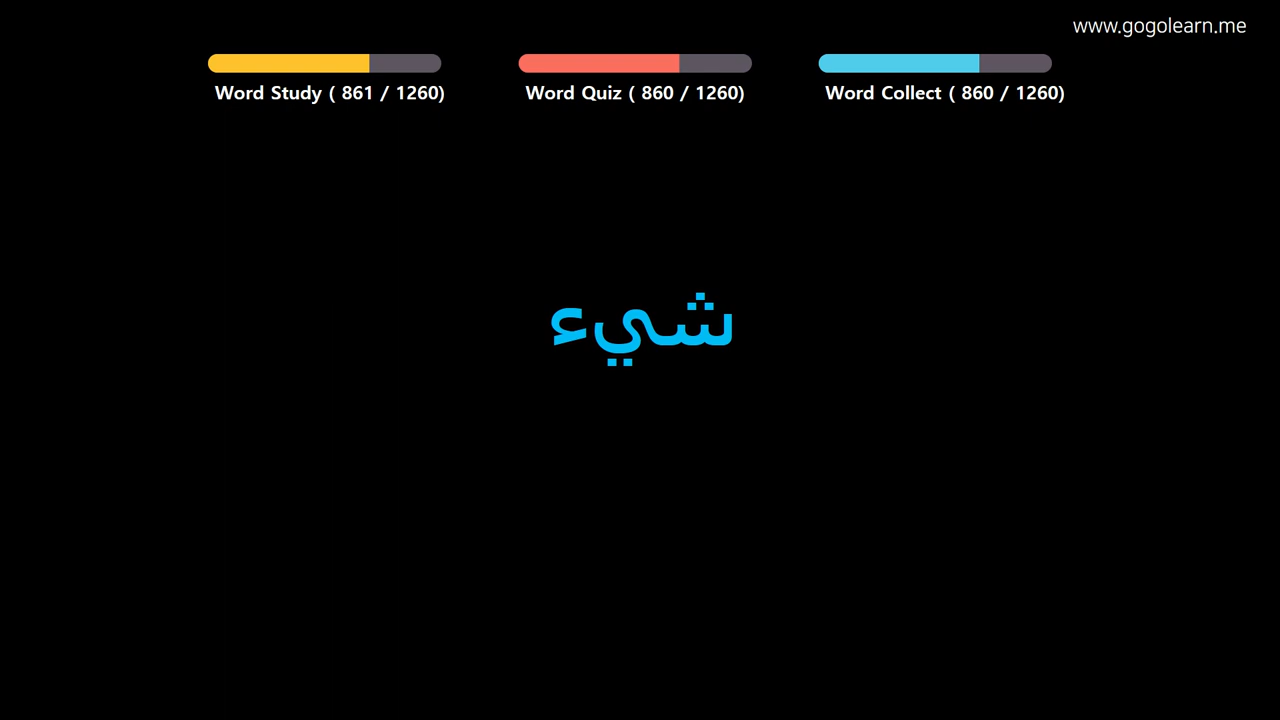 www.gogolearn.me
Word Study ( 861 / 1260)
Word Quiz ( 860 / 1260)
Word Collect ( 860 / 1260)
شيء